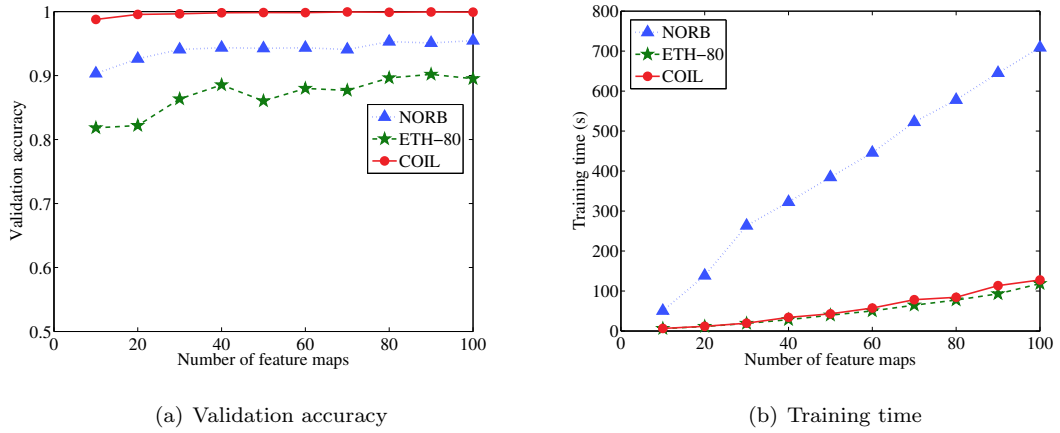 1
0.9
0.8
0.7
0.6
0.5
0
20
40
60
80
100
Number of feature maps
Validation accuracy
NORB
ETH−80
COIL
(a) Validation accuracy
800
700
600
500
400
300
200
100
0
0
20
40
60
80
100
Number of feature maps
Training time (s)
NORB
ETH−80
COIL
(b) Training time